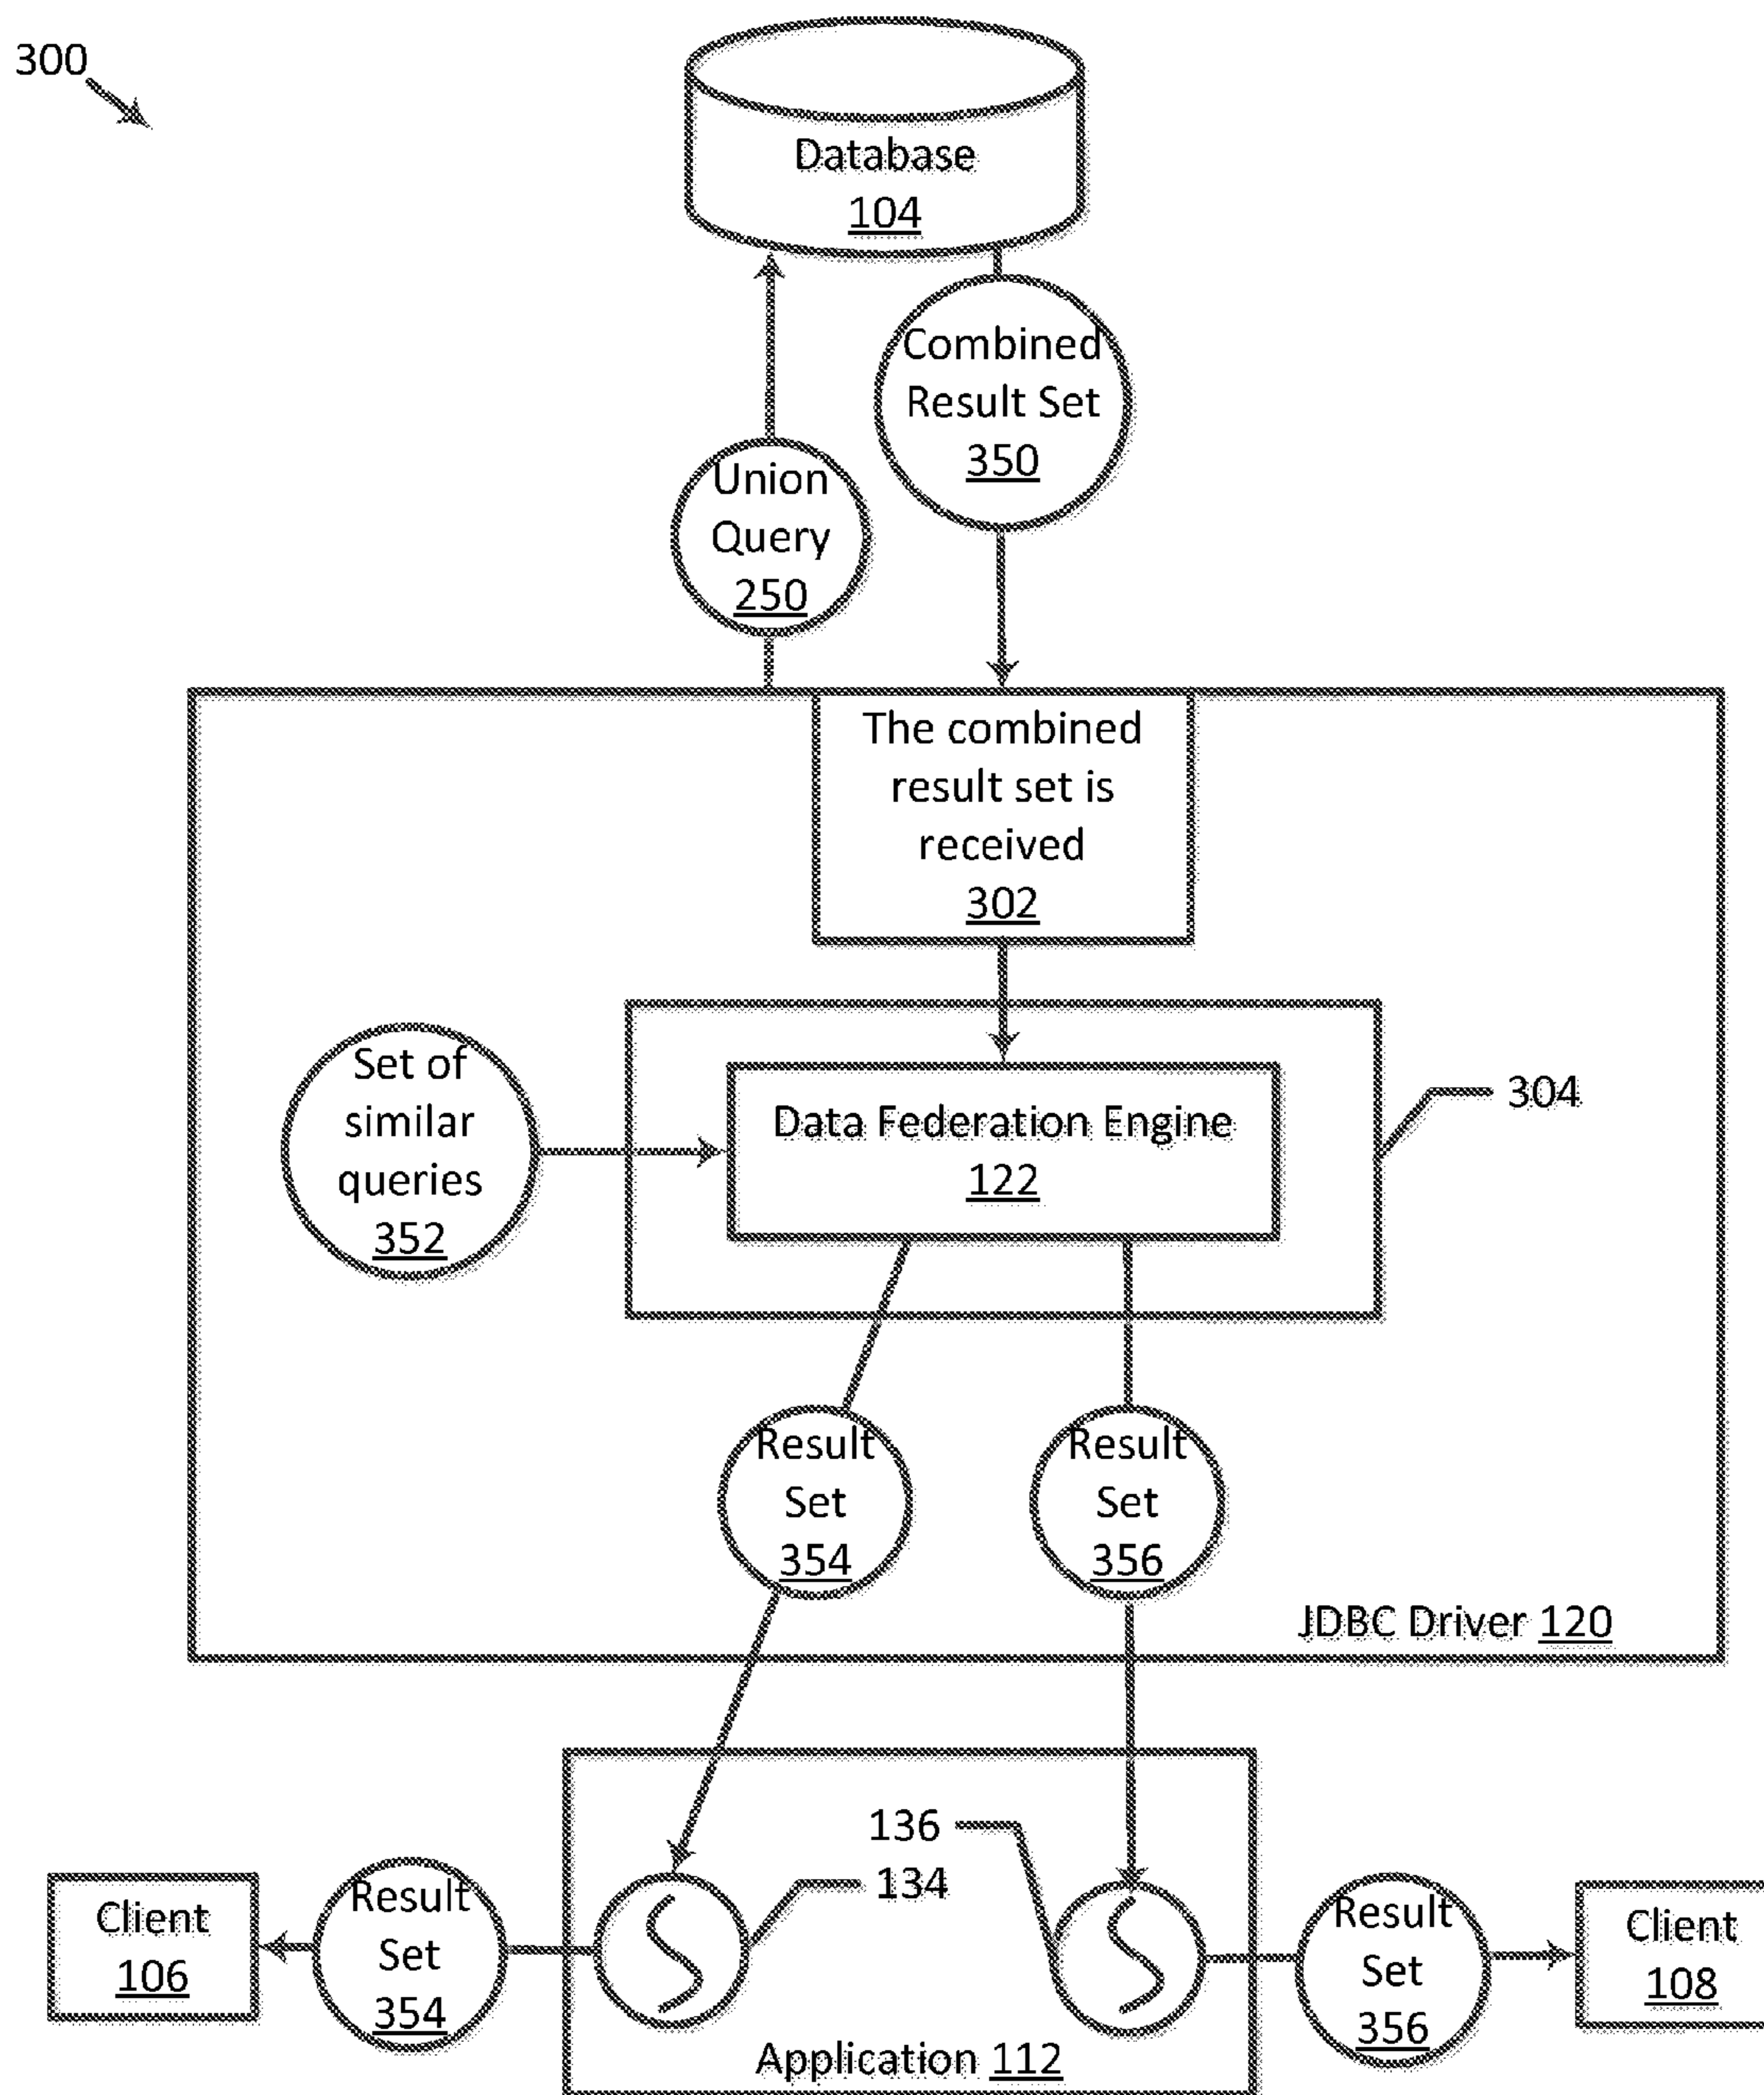 300
Database
104
Combined
Result Set
350
Union
Query
250
The combined
result set is
received
302
Set of
similar
queries
352
Data Federation Engine
122
304
Result
Set
354
Result
Set
356
JDBC Driver 120
136
134
Client
106
Result
Set
354
Result
Set
356
Client
108
Application 112